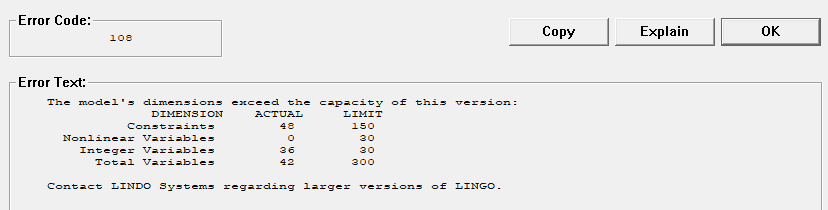 Error Code:
108
Copy Explain OK
Error Text:
The model's dimensions exceed the capacity of this version:
DIMENSION ACTUAL LIMIT
Constraints 48 150
Nonlinear Variables 0 30
Integer Variables 36 30
Total Variables 42 300
Contact LINDO Systems regarding larger versions of LINGO.